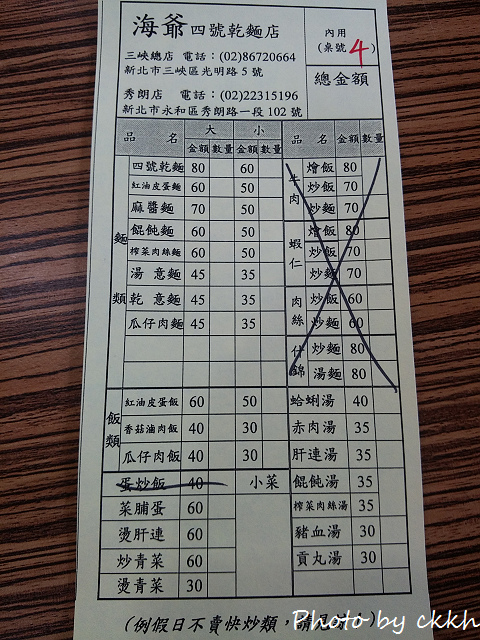 海爺四號乾麵店
三峽總店 電話：(02)86720664
新北市三峽區光明路5號
秀朗店 電話：(02)22315196
新北市永和區秀朗路一段102號
內用
(桌號 4)
總金額
品名 大 小 品名 金額 數量
金額 數量 金額 數量
麵類
四號乾麵 80 60
紅油皮蛋麵 60 50
麻醬麵 70 50
餛飩麵 60 50
榨菜肉絲麵 60 50
湯意麵 45 35
乾意麵 45 35
瓜仔肉麵 45 35
飯類
紅油皮蛋飯 60 50
香菇滷肉飯 40 30
瓜仔肉飯 40 30
蛋炒飯 40 小菜
菜脯蛋 60
燙肝連 60
炒青菜 60
燙青菜 30
牛肉
燴飯 80
炒飯 70
炒麵 70
蝦仁
燴飯 80
炒飯 70
炒麵 70
肉絲
炒飯 60
炒麵 60
什錦
炒麵 80
湯麵 80
蛤蜊湯 40
赤肉湯 35
肝連湯 35
餛飩湯 35
榨菜肉絲湯 35
豬血湯 30
貢丸湯 30
(例假日不賣快炒類，請見諒！)
Photo by ckkh